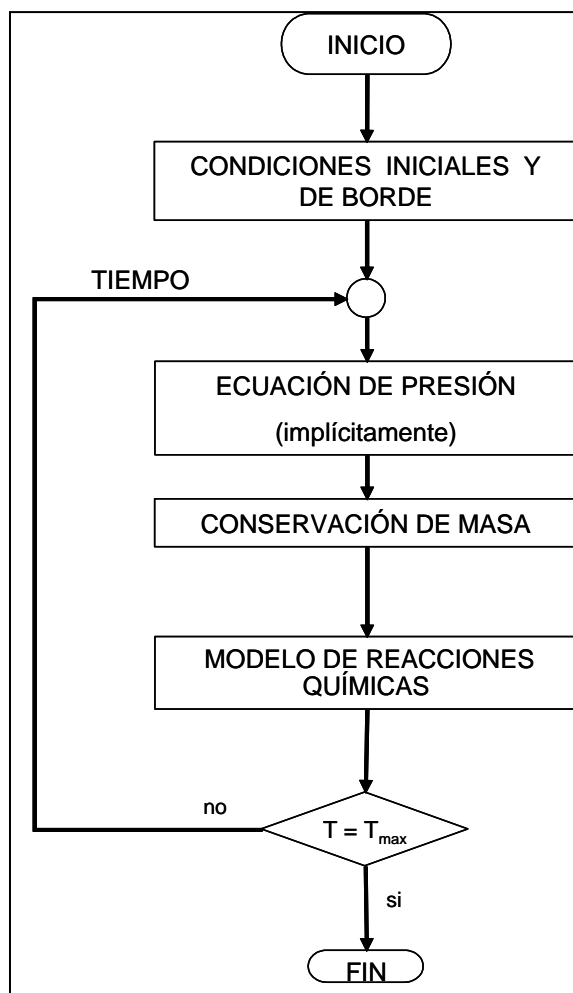 INICIO
CONDICIONES INICIALES Y
DE BORDE
TIEMPO
ECUACIÓN DE PRESIÓN
(implícitamente)
CONSERVACIÓN DE MASA
MODELO DE REACCIONES
QUÍMICAS
no
T = Tmax
si
FIN